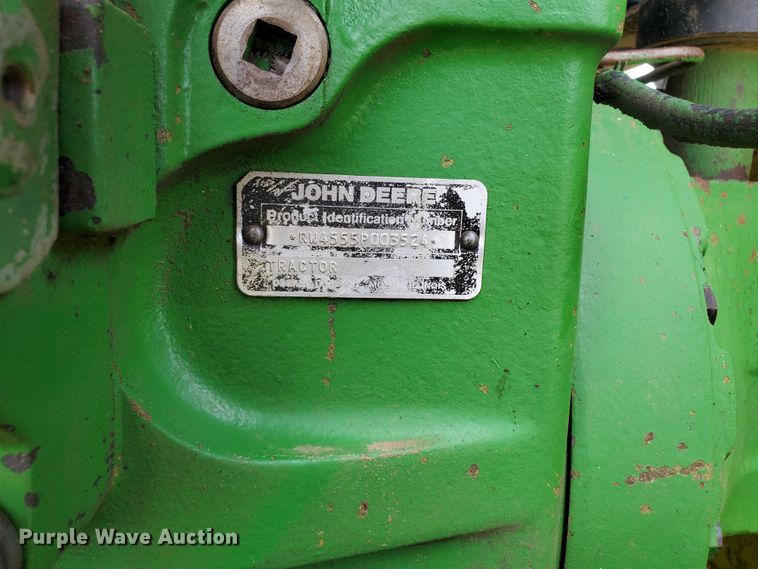 JOHN DEERE
Product Identification Number
*RW4555P003524*
TRACTOR
Purple Wave Auction